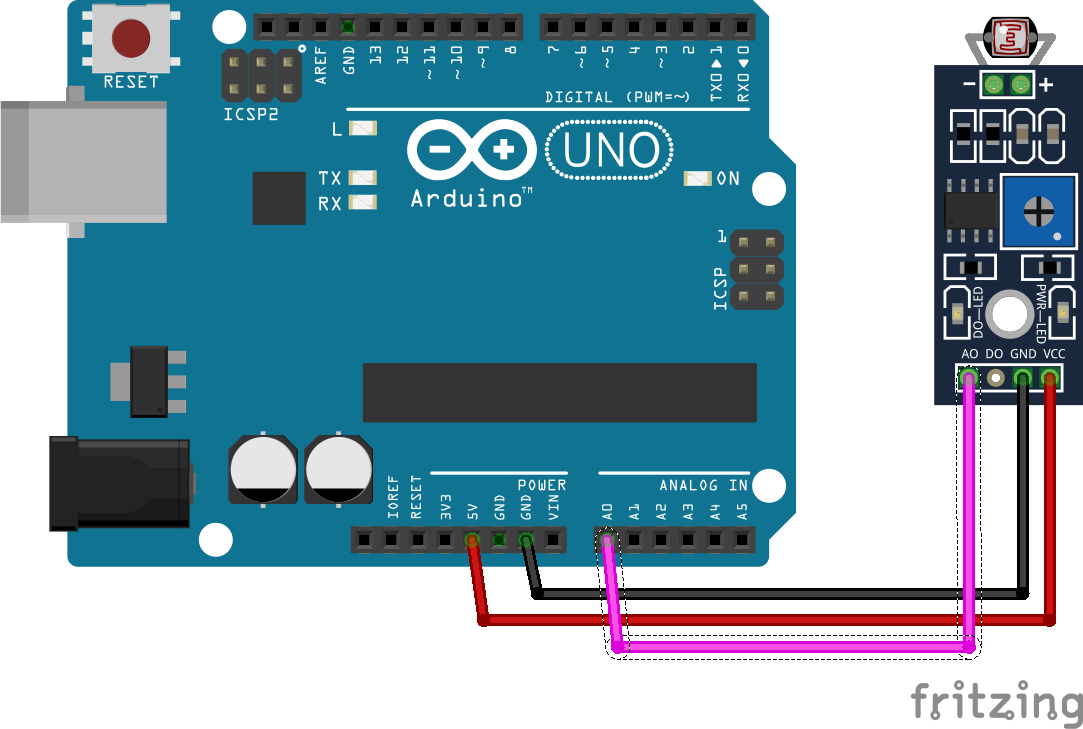 RESET
ICSP2
AREF
GND
13
12
~11
~10
~9
8
7
~6
~5
4
~3
2
TX0▶1
RX0◀0
DIGITAL (PWM=~)
L
TX
RX
Arduino™
UNO
ON
1
ICSP
- +
DO—LED
PWR—LED
AO DO GND VCC
POWER
ANALOG IN
IOREF
RESET
3V3
5V
GND
GND
VIN
A0
A1
A2
A3
A4
A5
fritzing